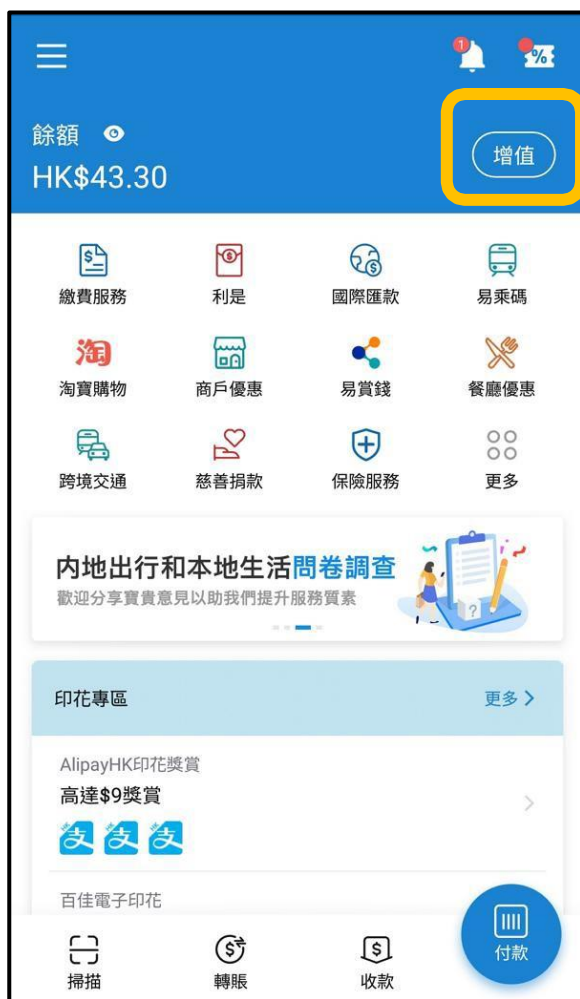 1
%
餘額
增值
HK$43.30
繳費服務
利是
國際匯款
易乘碼
淘
淘寶購物
商戶優惠
易賞錢
餐廳優惠
跨境交通
慈善捐款
保險服務
更多
内地出行和本地生活問卷調查
歡迎分享寶貴意見以助我們提升服務質素
?
印花專區
更多
AlipayHK印花獎賞
高達$9獎賞
支 支 支
百佳電子印花
掃描
轉賬
收款
付款